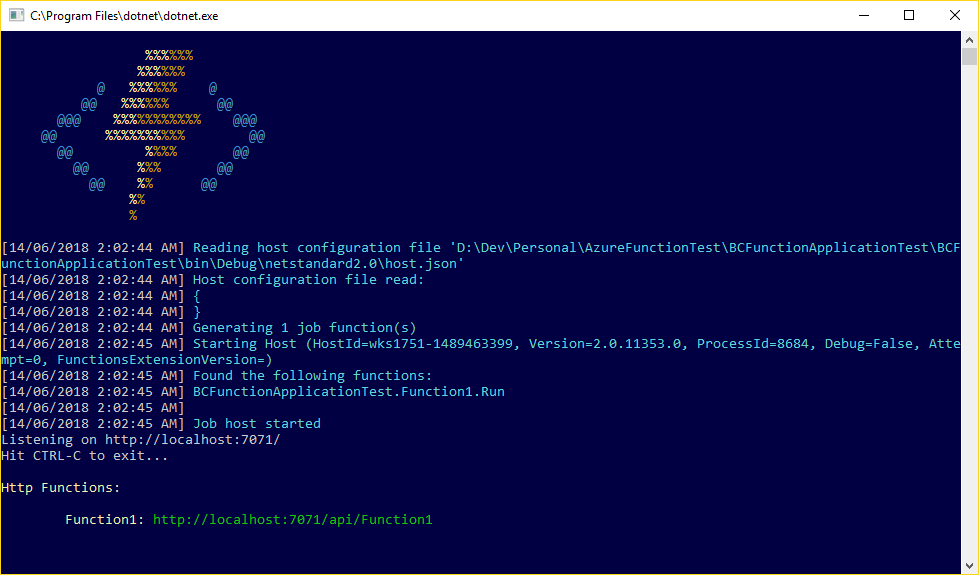 C:\Program Files\dotnet\dotnet.exe
%%%%%%
%%%%%%
@ %%%%%% @
@@ %%%%%% @@
@@@ %%%%%%%%%%% @@@
@@ %%%%%%%%%% @@
@@ %%%% @@
@@ %%% @@
@@ %% @@
%%
%
[14/06/2018 2:02:44 AM] Reading host configuration file 'D:\Dev\Personal\AzureFunctionTest\BCFunctionApplicationTest\BCF
unctionApplicationTest\bin\Debug\netstandard2.0\host.json'
[14/06/2018 2:02:44 AM] Host configuration file read:
[14/06/2018 2:02:44 AM] {
[14/06/2018 2:02:44 AM] }
[14/06/2018 2:02:44 AM] Generating 1 job function(s)
[14/06/2018 2:02:45 AM] Starting Host (HostId=wks1751-1489463399, Version=2.0.11353.0, ProcessId=8684, Debug=False, Atte
mpt=0, FunctionsExtensionVersion=)
[14/06/2018 2:02:45 AM] Found the following functions:
[14/06/2018 2:02:45 AM] BCFunctionApplicationTest.Function1.Run
[14/06/2018 2:02:45 AM]
[14/06/2018 2:02:45 AM] Job host started
Listening on http://localhost:7071/
Hit CTRL-C to exit...
Http Functions:
Function1: http://localhost:7071/api/Function1